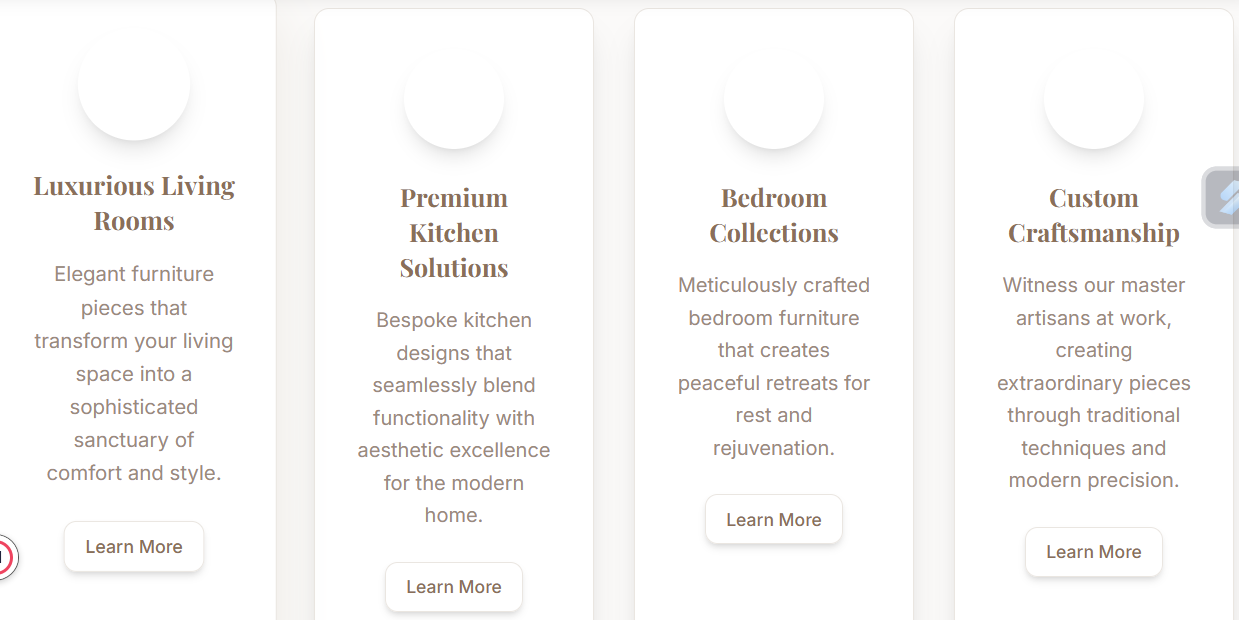 Luxurious Living
Rooms
Elegant furniture
pieces that
transform your living
space into a
sophisticated
sanctuary of
comfort and style.
Learn More
Premium
Kitchen
Solutions
Bespoke kitchen
designs that
seamlessly blend
functionality with
aesthetic excellence
for the modern
home.
Learn More
Bedroom
Collections
Meticulously crafted
bedroom furniture
that creates
peaceful retreats for
rest and
rejuvenation.
Learn More
Custom
Craftsmanship
Witness our master
artisans at work,
creating
extraordinary pieces
through traditional
techniques and
modern precision.
Learn More